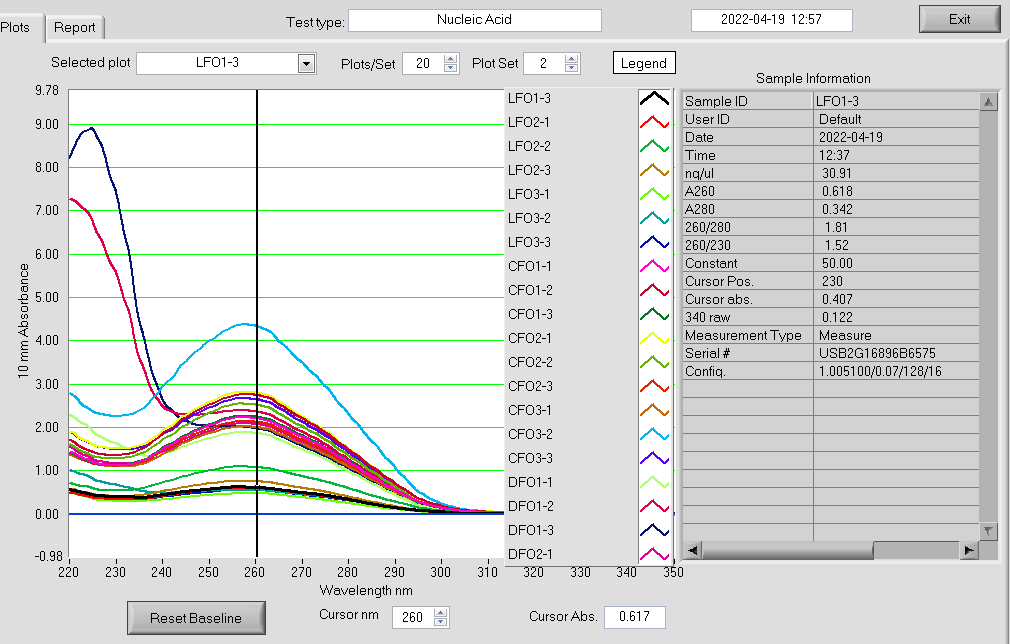 Plots
Report
Test type:
Nucleic Acid
2022-04-19 12:57
Exit
Selected plot
LFO1-3
Plots/Set
20
Plot Set
2
Legend
Sample Information
10 mm Absorbance
9.78
9.00
8.00
7.00
6.00
5.00
4.00
3.00
2.00
1.00
0.00
-0.98
220 230 240 250 260 270 280 290 300 310 320 330 340 350
Wavelength nm
LFO1-3
LFO2-1
LFO2-2
LFO2-3
LFO3-1
LFO3-2
LFO3-3
CFO1-1
CFO1-2
CFO1-3
CFO2-1
CFO2-2
CFO2-3
CFO3-1
CFO3-2
CFO3-3
DFO1-1
DFO1-2
DFO1-3
DFO2-1
Sample ID LFO1-3
User ID Default
Date 2022-04-19
Time 12:37
ng/ul 30.91
A260 0.618
A280 0.342
260/280 1.81
260/230 1.52
Constant 50.00
Cursor Pos. 230
Cursor abs. 0.407
340 raw 0.122
Measurement Type Measure
Serial # USB2G16896B6575
Config. 1.005100/0.07/128/16
Reset Baseline
Cursor nm
260
Cursor Abs.
0.617